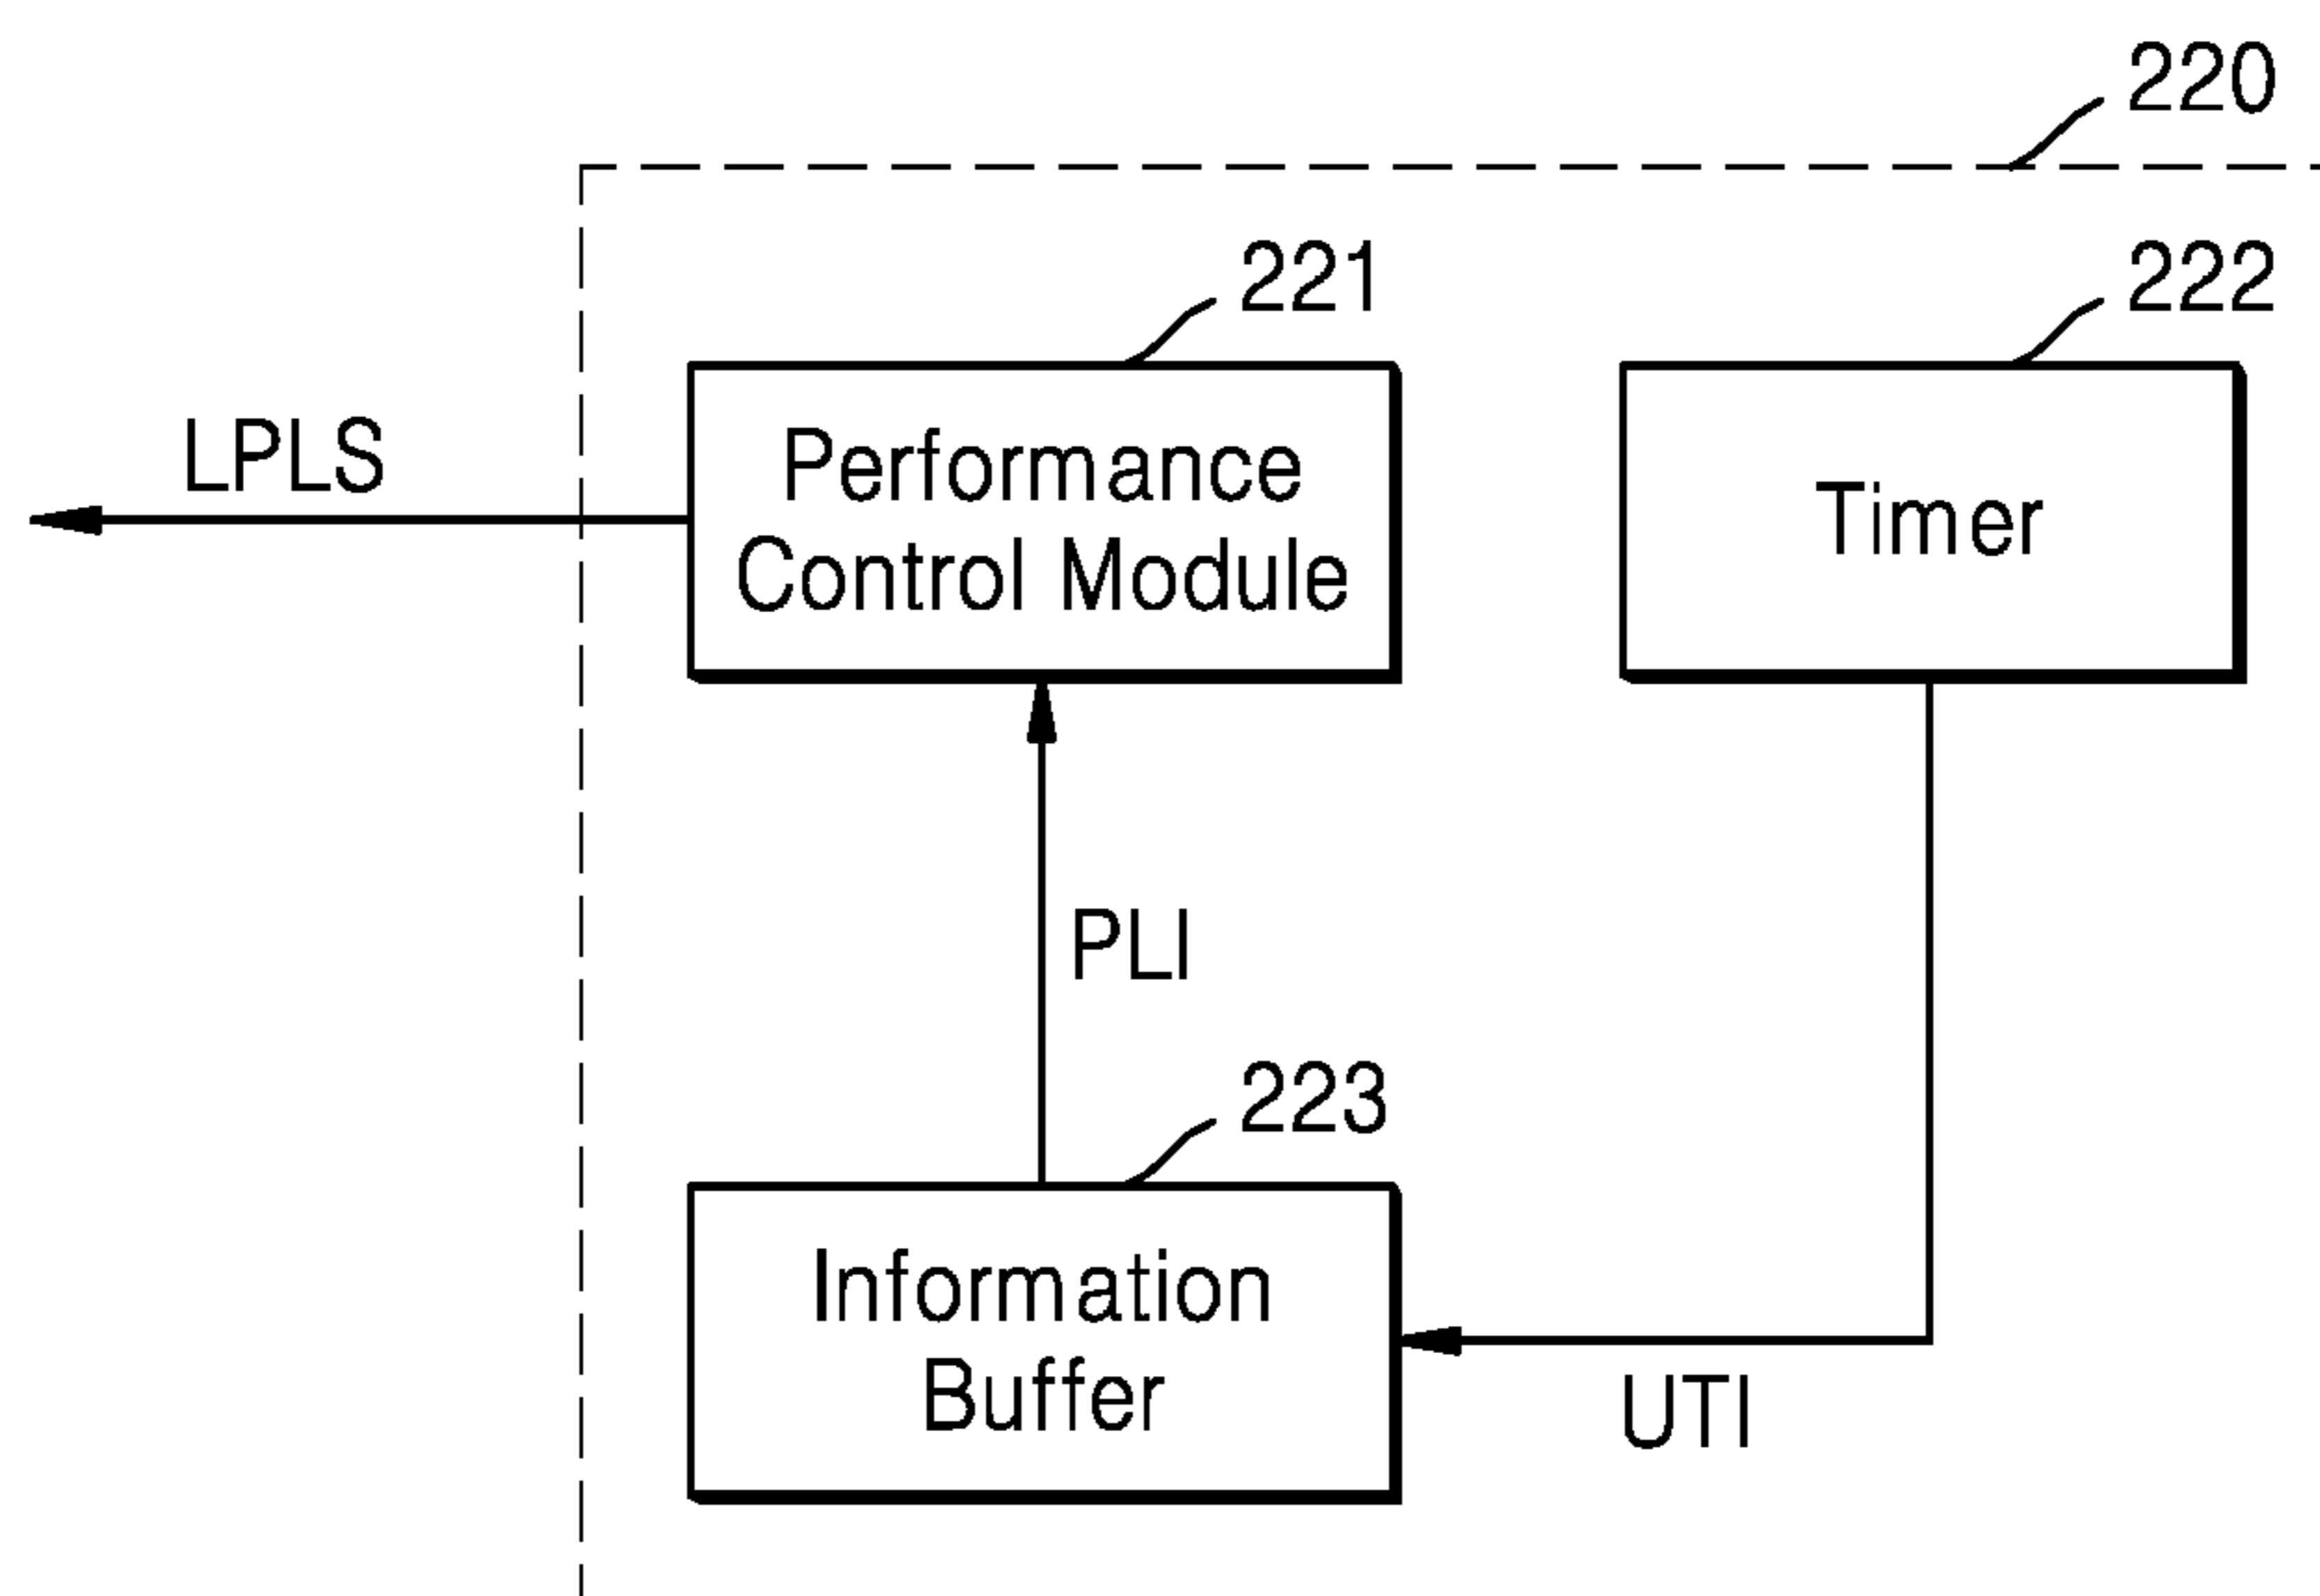 220
221
222
LPLS
Performance
Control Module
Timer
PLI
223
Information
Buffer
UTI